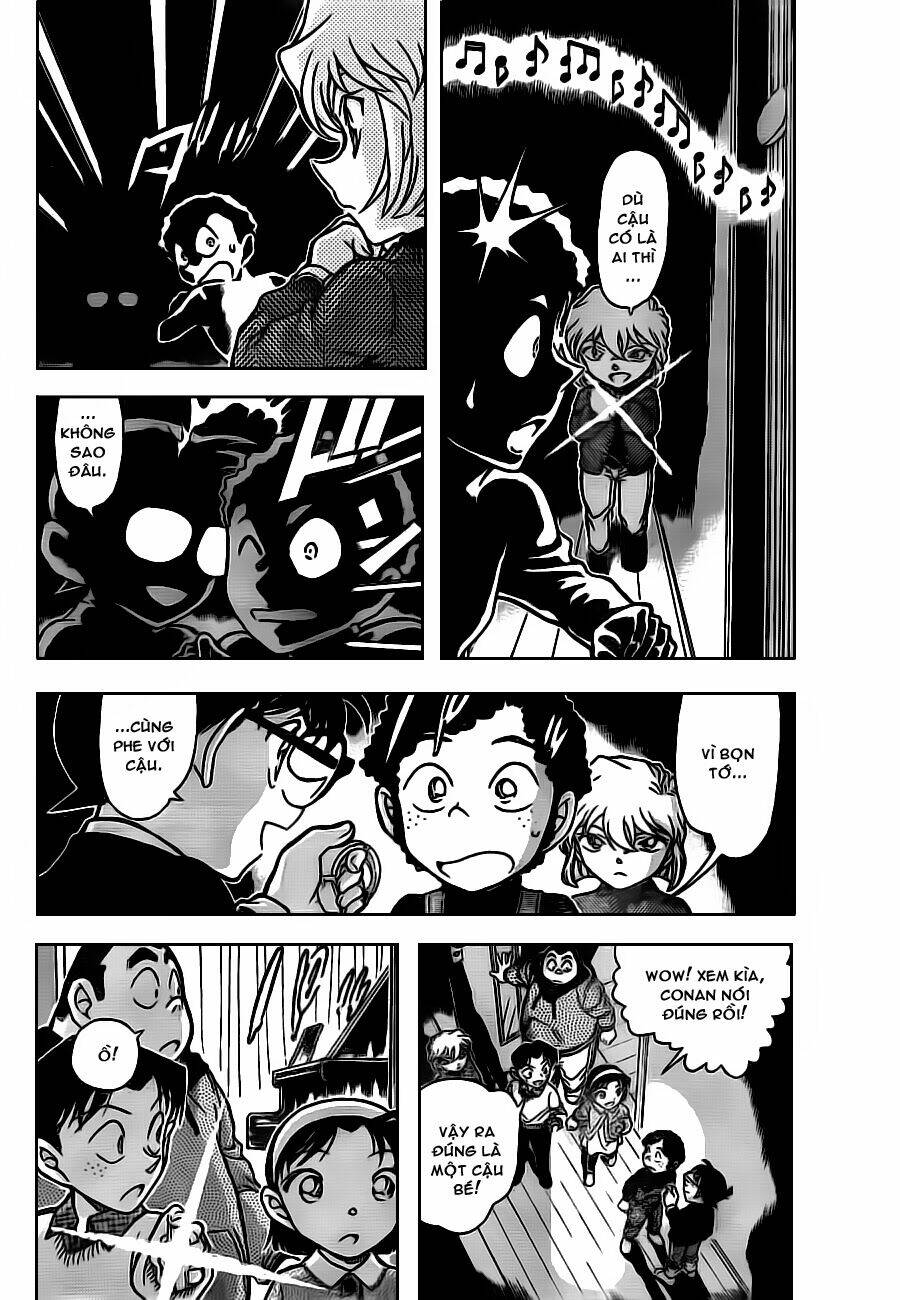 DÙ
CẬU
CÓ LÀ
AI THÌ
...
...
KHÔNG
SAO
ĐÂU.
VÌ BỌN
TỚ...
...CÙNG
PHE VỚI
CẬU.
WOW! XEM KÌA,
CONAN NÓI
ĐÚNG RỒI!
VẬY RA
ĐÚNG LÀ
MỘT CẬU
BÉ!
Ồ!